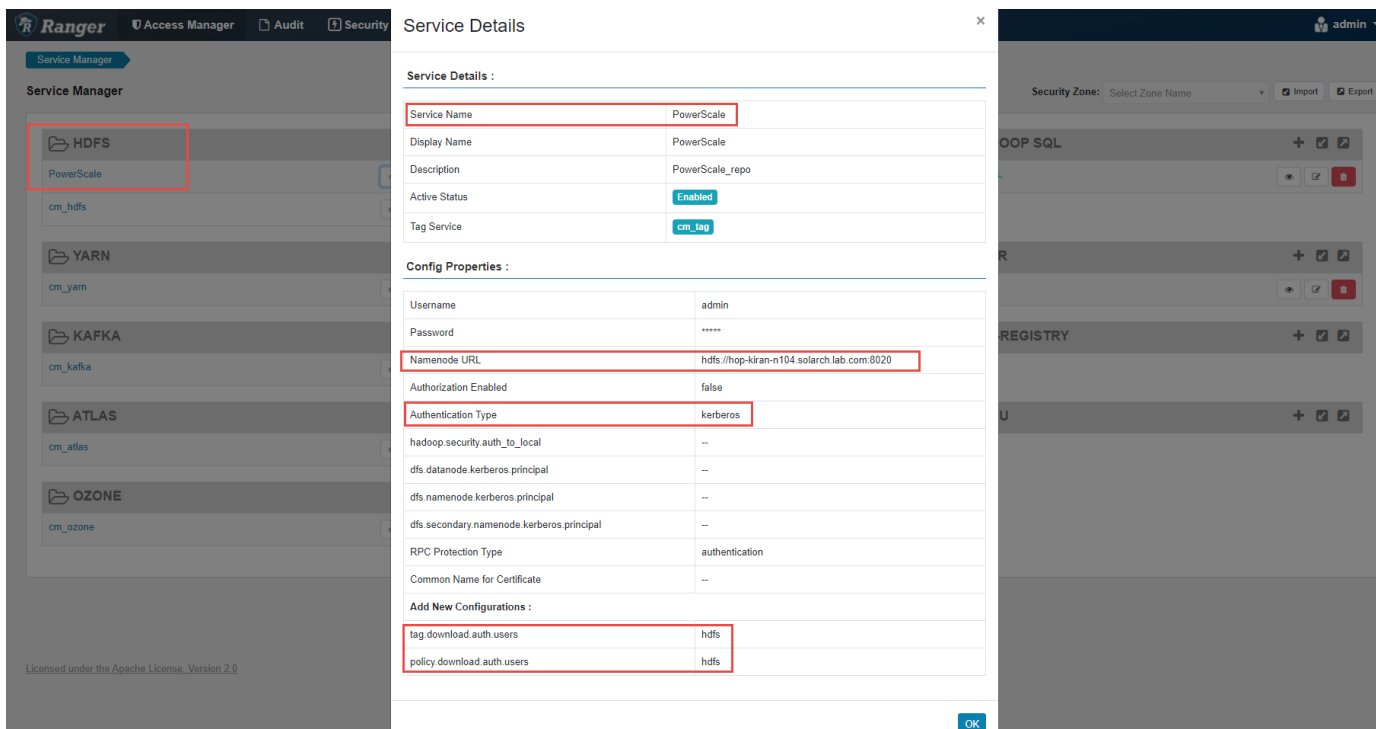 Ranger Access Manager Audit Security admin
Service Manager
Service Manager
Security Zone: Select Zone Name Import Export
HDFS
PowerScale
cm_hdfs
YARN
cm_yarn
KAFKA
cm_kafka
ATLAS
cm_atlas
OZONE
cm_ozone
Licensed under the Apache License, Version 2.0
Service Details ×
Service Details :
Service Name PowerScale
Display Name PowerScale
Description PowerScale_repo
Active Status Enabled
Tag Service cm_tag
Config Properties :
Username admin
Password *****
Namenode URL hdfs://hop-kiran-n104.solarch.lab.com:8020
Authorization Enabled false
Authentication Type kerberos
hadoop.security.auth_to_local --
dfs.datanode.kerberos.principal --
dfs.namenode.kerberos.principal --
dfs.secondary.namenode.kerberos.principal --
RPC Protection Type authentication
Common Name for Certificate --
Add New Configurations :
tag.download.auth.users hdfs
policy.download.auth.users hdfs
OK
OOP SQL
R
REGISTRY
U